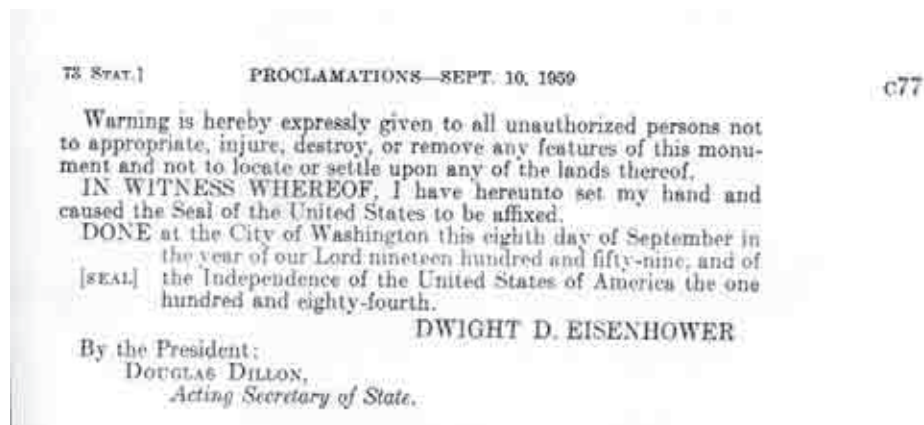 73 STAT.] PROCLAMATIONS—SEPT. 10, 1959 c77
Warning is hereby expressly given to all unauthorized persons not
to appropriate, injure, destroy, or remove any features of this monu-
ment and not to locate or settle upon any of the lands thereof.
IN WITNESS WHEREOF, I have hereunto set my hand and
caused the Seal of the United States to be affixed.
DONE at the City of Washington this eighth day of September in
the year of our Lord nineteen hundred and fifty-nine, and of
[SEAL] the Independence of the United States of America the one
hundred and eighty-fourth.
DWIGHT D. EISENHOWER
By the President:
DOUGLAS DILLON,
Acting Secretary of State.